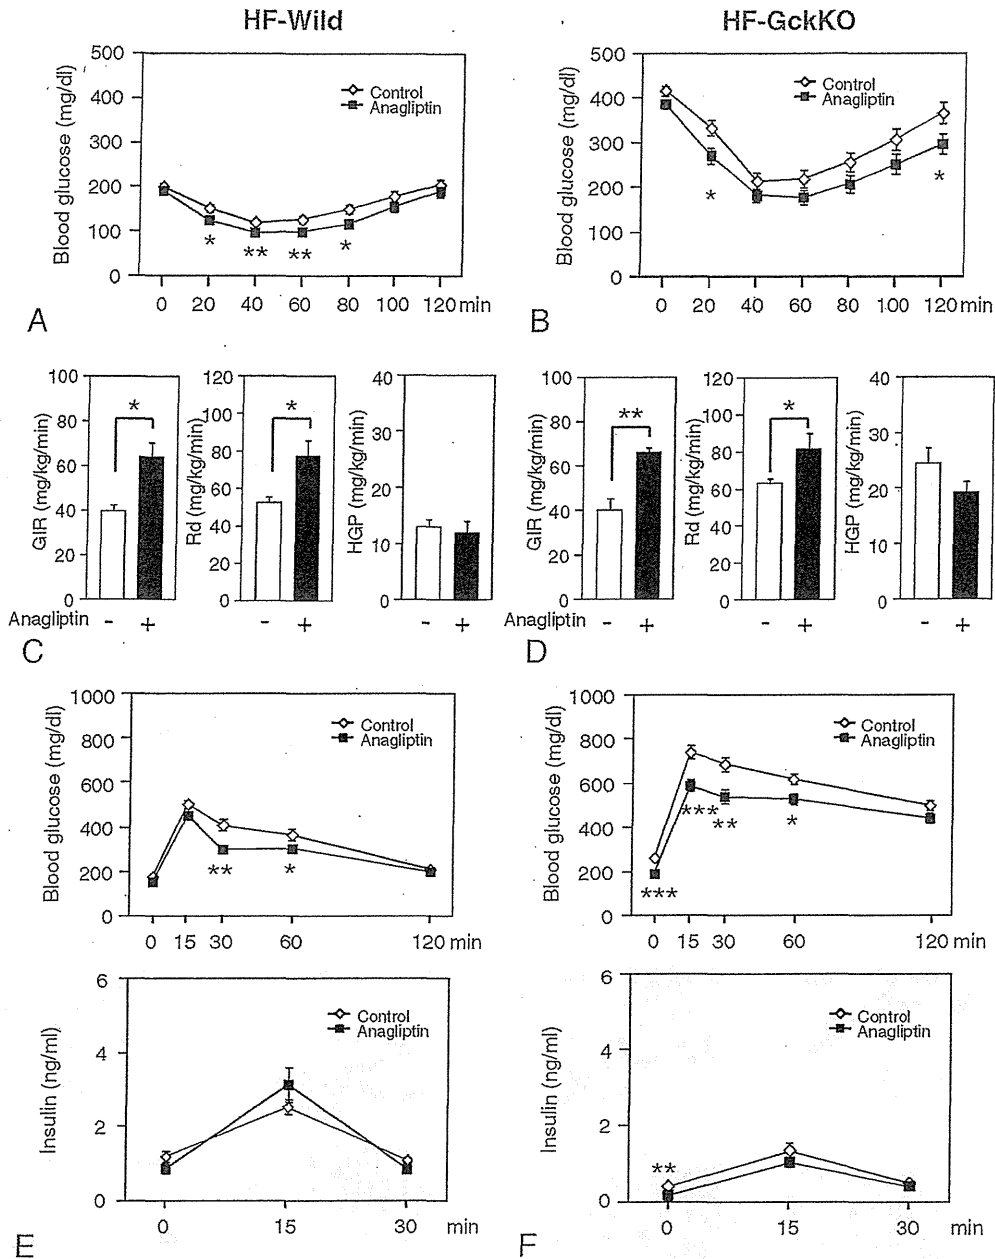 HF-Wild
HF-GckKO
Blood glucose (mg/dl)
500
400
300
200
100
0
Control
Anagliptin
*
**
**
*
0 20 40 60 80 100 120 min
A
Blood glucose (mg/dl)
500
400
300
200
100
0
Control
Anagliptin
*
*
0 20 40 60 80 100 120 min
B
GIR (mg/kg/min)
100
80
60
40
20
0
*
Rd (mg/kg/min)
120
100
80
60
40
20
0
*
HGP (mg/kg/min)
40
30
20
10
0
Anagliptin - + - + - +
C
GIR (mg/kg/min)
100
80
60
40
20
0
**
Rd (mg/kg/min)
120
100
80
60
40
20
0
*
HGP (mg/kg/min)
40
30
20
10
0
Anagliptin - + - + - +
D
Blood glucose (mg/dl)
1000
800
600
400
200
0
Control
Anagliptin
**
*
0 15 30 60 120 min
Blood glucose (mg/dl)
1000
800
600
400
200
0
Control
Anagliptin
***
***
**
*
0 15 30 60 120 min
Insulin (ng/ml)
6
4
2
0
Control
Anagliptin
0 15 30 min
E
Insulin (ng/ml)
6
4
2
0
Control
Anagliptin
**
0 15 30 min
F